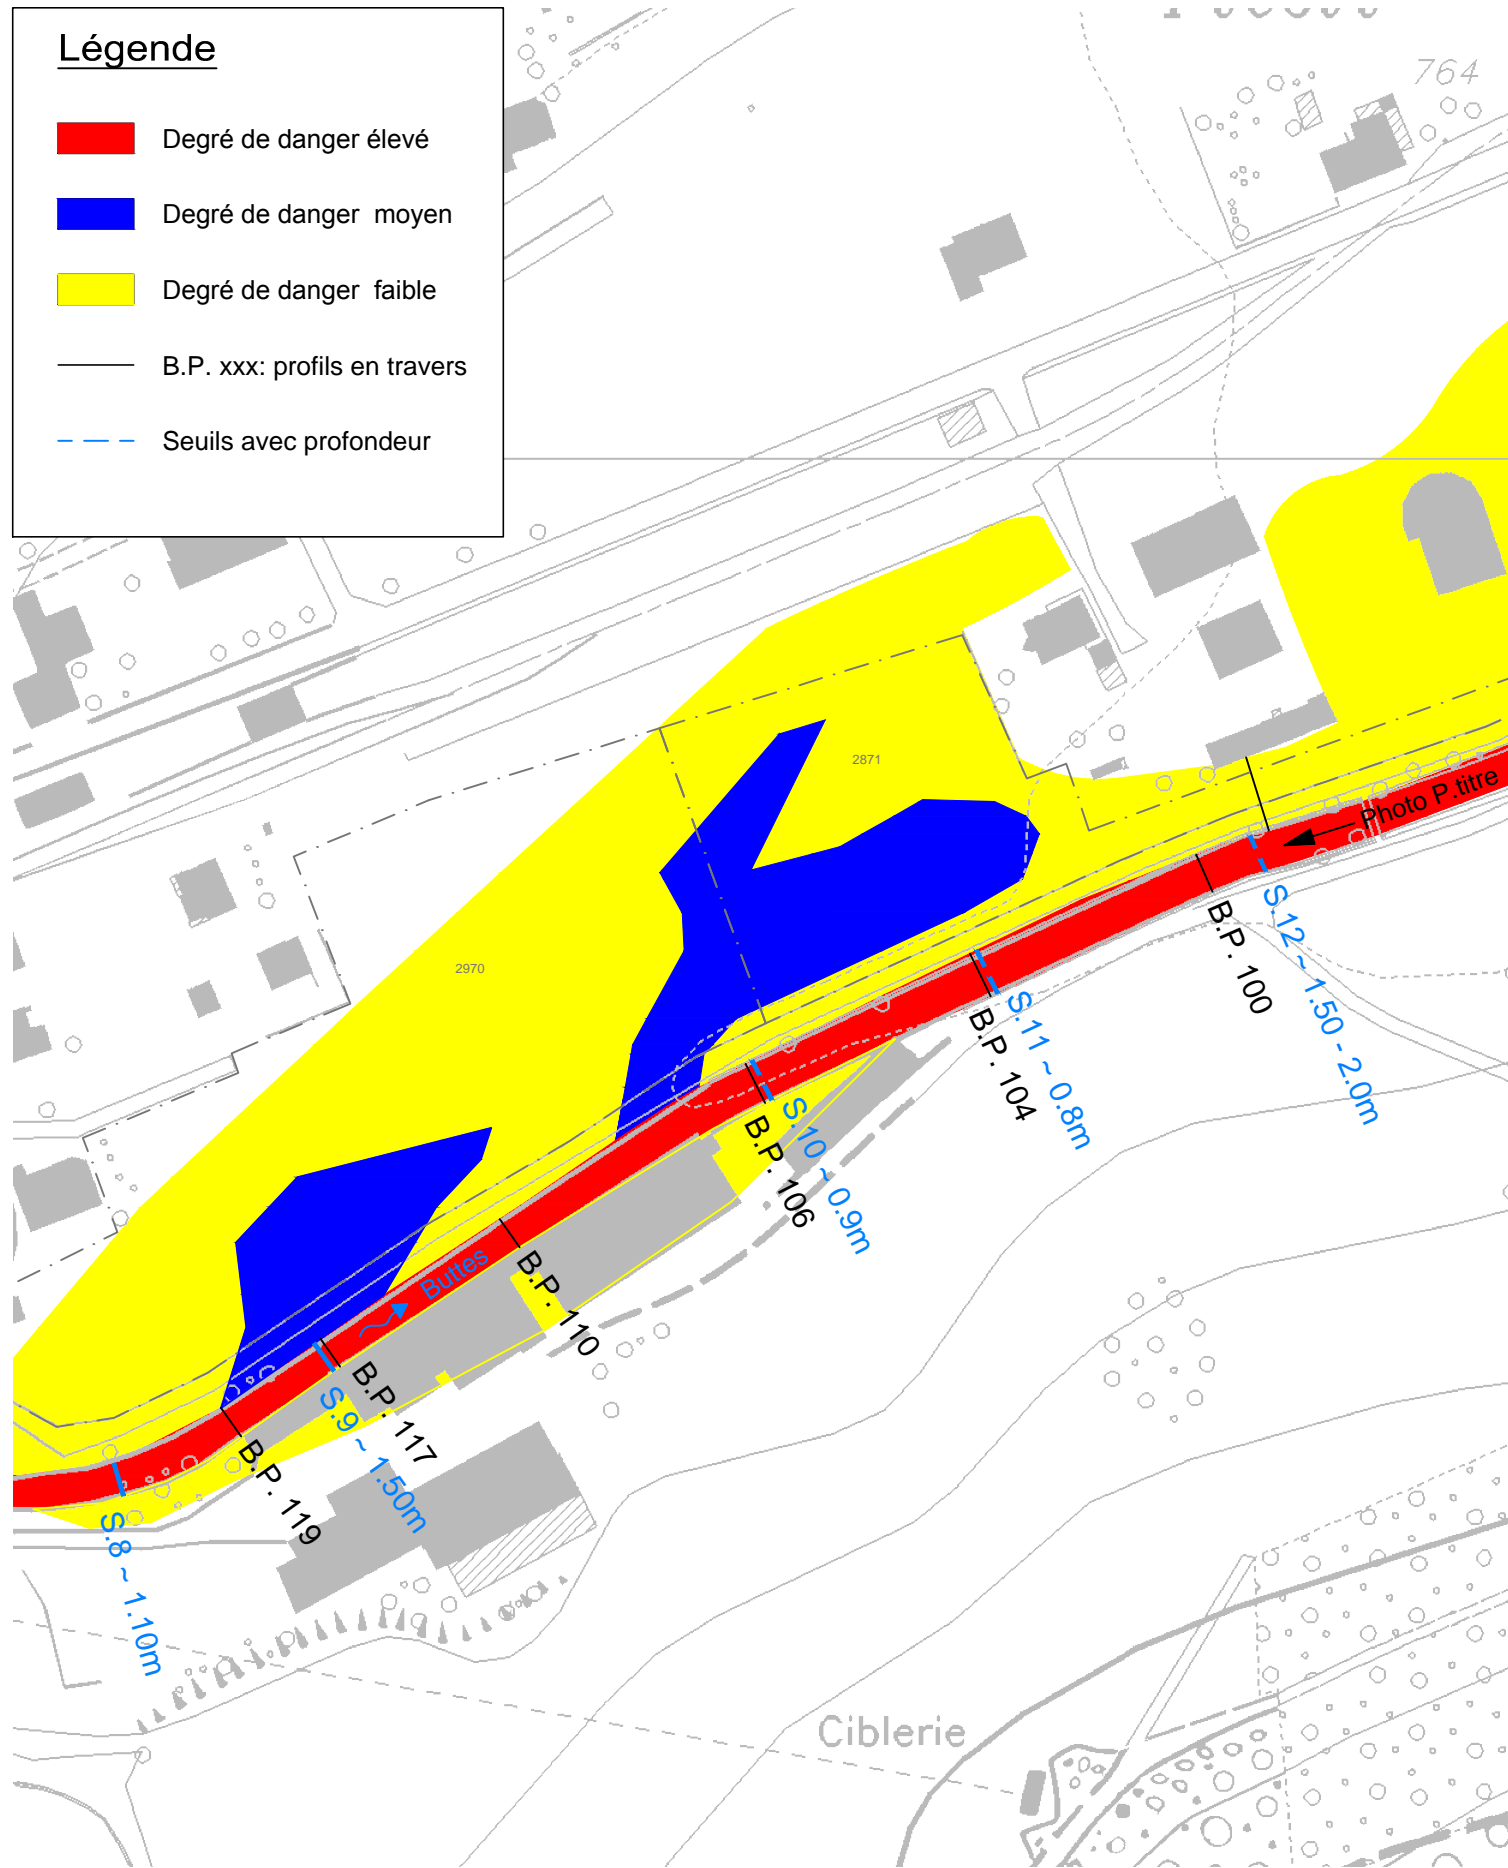 Légende
Degré de danger élevé
Degré de danger moyen
Degré de danger faible
B.P. xxx: profils en travers
Seuils avec profondeur
764
2871
Photo P.titre
2970
S.12 ~ 1.50 - 2.0m
B.P. 100
S.11 ~ 0.8m
B.P. 104
S.10 ~ 0.9m
B.P. 106
Buttes
B.P. 110
B.P. 117
S.9 ~ 1.50m
B.P. 119
S.8 ~ 1.10m
Ciblerie